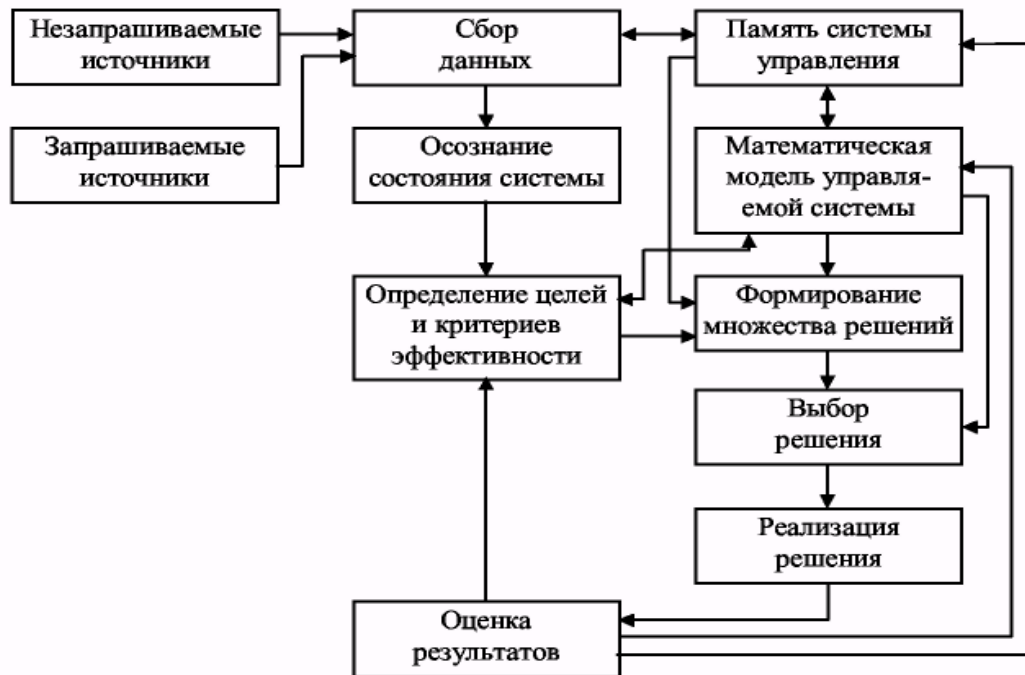 Незапрашиваемые
источники
Сбор
данных
Память системы
управления
Запрашиваемые
источники
Осознание
состояния системы
Математическая
модель управля-
емой системы
Определение целей
и критериев
эффективности
Формирование
множества решений
Выбор
решения
Реализация
решения
Оценка
результатов